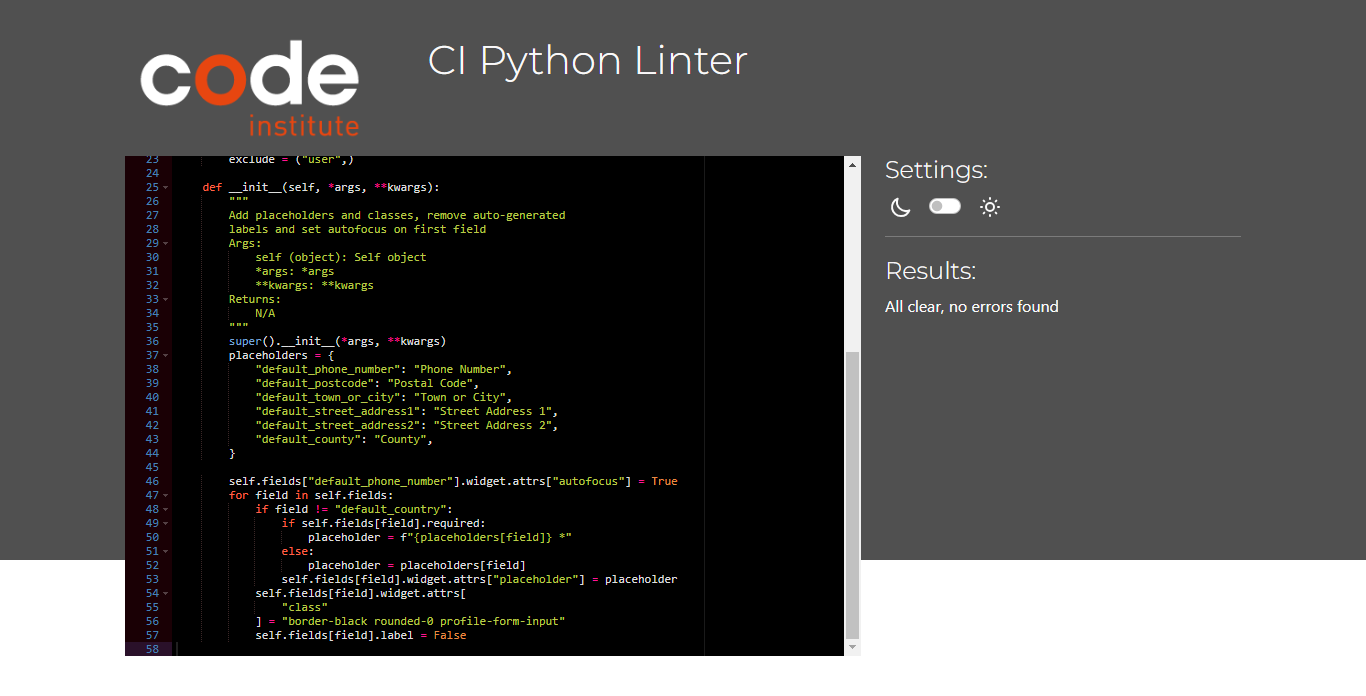 code
institute
CI Python Linter
23 exclude = ("user",)
24
25 def __init__(self, *args, **kwargs):
26 """
27 Add placeholders and classes, remove auto-generated
28 labels and set autofocus on first field
29 Args:
30 self (object): Self object
31 *args: *args
32 **kwargs: **kwargs
33 Returns:
34 N/A
35 """
36 super().__init__(*args, **kwargs)
37 placeholders = {
38 "default_phone_number": "Phone Number",
39 "default_postcode": "Postal Code",
40 "default_town_or_city": "Town or City",
41 "default_street_address1": "Street Address 1",
42 "default_street_address2": "Street Address 2",
43 "default_county": "County",
44 }
45
46 self.fields["default_phone_number"].widget.attrs["autofocus"] = True
47 for field in self.fields:
48 if field != "default_country":
49 if self.fields[field].required:
50 placeholder = f"{placeholders[field]} *"
51 else:
52 placeholder = placeholders[field]
53 self.fields[field].widget.attrs["placeholder"] = placeholder
54 self.fields[field].widget.attrs[
55 "class"
56 ] = "border-black rounded-0 profile-form-input"
57 self.fields[field].label = False
58
Settings:
Results:
All clear, no errors found